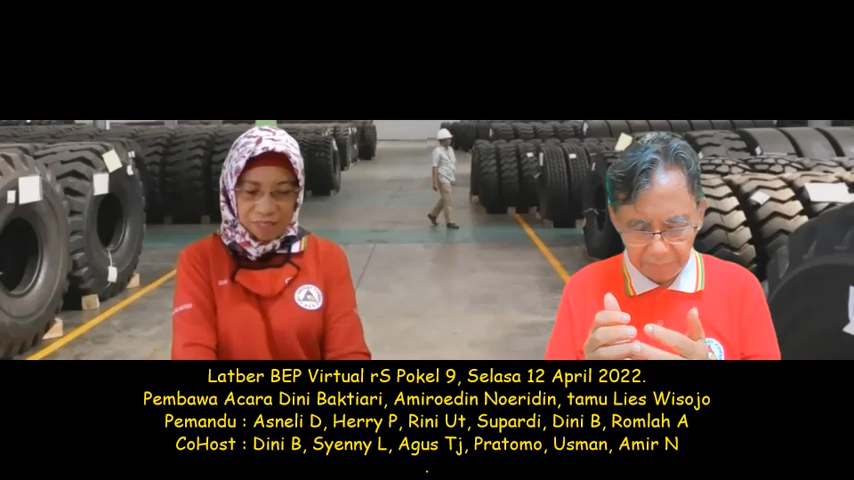 Latber BEP Virtual rS Pokel 9, Selasa 12 April 2022.
Pembawa Acara Dini Baktiari, Amiroedin Noeridin, tamu Lies Wisojo
Pemandu : Asneli D, Herry P, Rini Ut, Supardi, Dini B, Romlah A
CoHost : Dini B, Syenny L, Agus Tj, Pratomo, Usman, Amir N
.